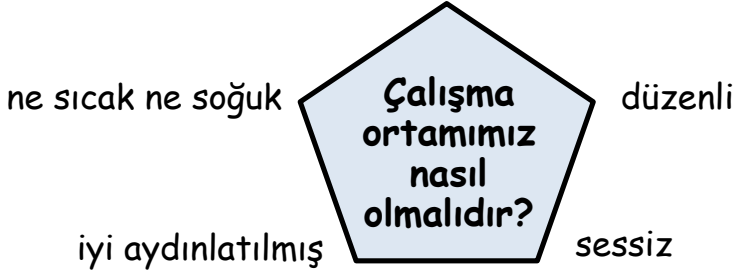 ne sıcak ne soğuk
Çalışma
ortamımız
nasıl
olmalıdır?
düzenli
iyi aydınlatılmış
sessiz